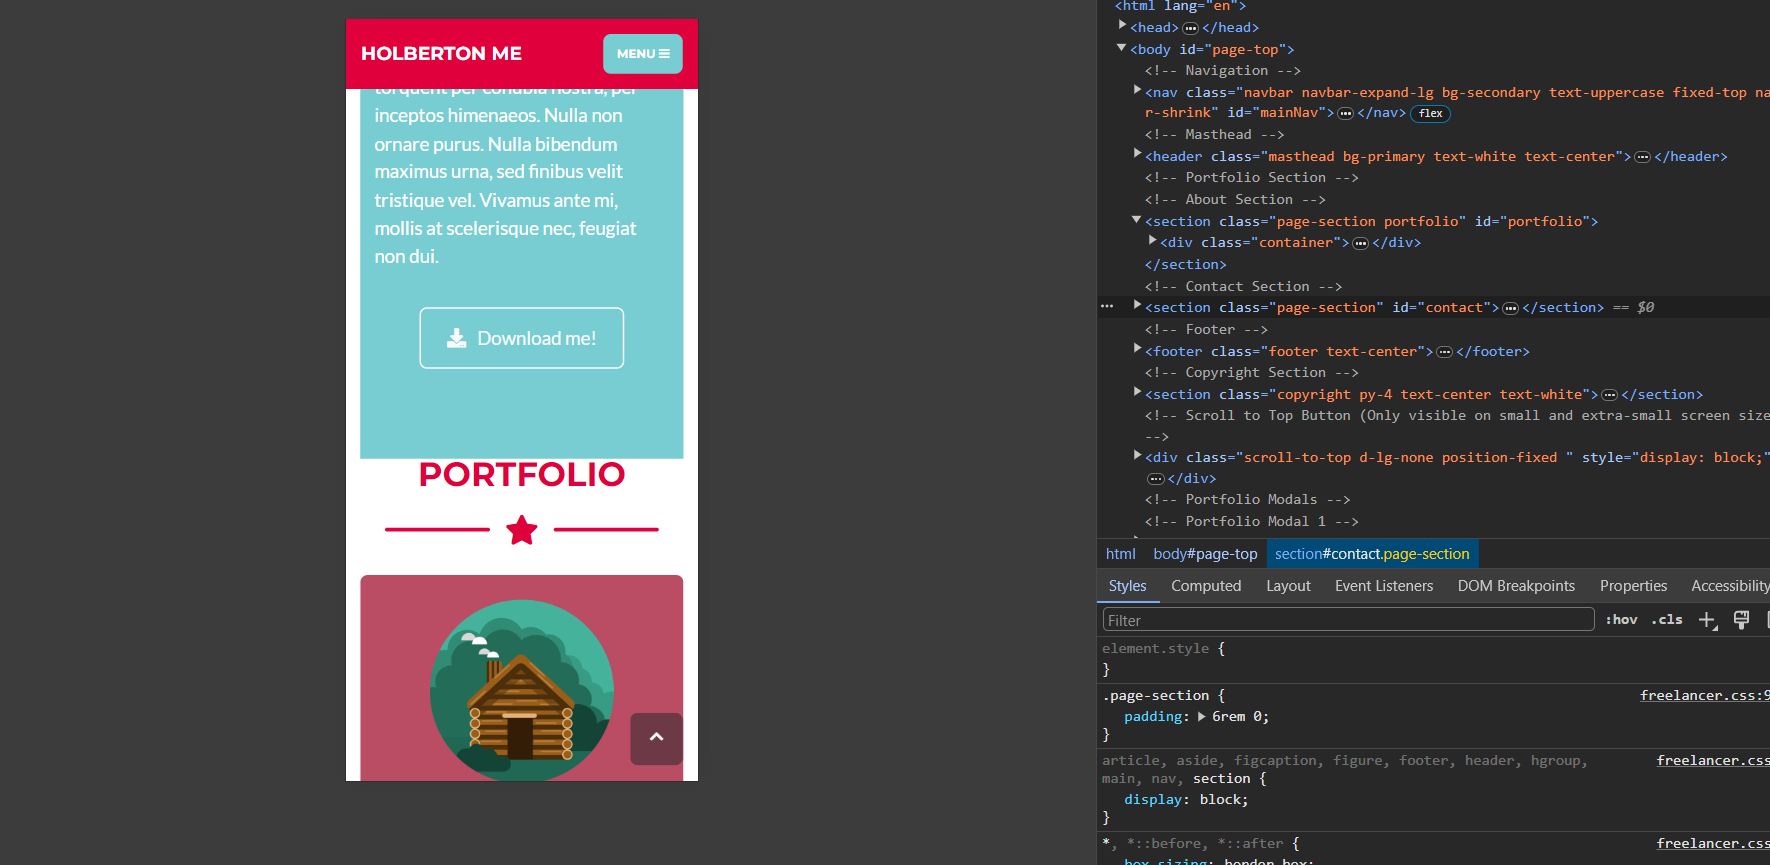 HOLBERTON ME
MENU
torquent per conubia nostra, per
inceptos himenaeos. Nulla non
ornare purus. Nulla bibendum
maximus urna, sed finibus velit
tristique vel. Vivamus ante mi,
mollis at scelerisque nec, feugiat
non dui.
Download me!
PORTFOLIO
<html lang="en">
<head> ••• </head>
<body id="page-top">
<!-- Navigation -->
<nav class="navbar navbar-expand-lg bg-secondary text-uppercase fixed-top na
r-shrink" id="mainNav"> ••• </nav> flex
<!-- Masthead -->
<header class="masthead bg-primary text-white text-center"> ••• </header>
<!-- Portfolio Section -->
<!-- About Section -->
<section class="page-section portfolio" id="portfolio">
<div class="container"> ••• </div>
</section>
<!-- Contact Section -->
••• <section class="page-section" id="contact"> ••• </section> == $0
<!-- Footer -->
<footer class="footer text-center"> ••• </footer>
<!-- Copyright Section -->
<section class="copyright py-4 text-center text-white"> ••• </section>
<!-- Scroll to Top Button (Only visible on small and extra-small screen size
-->
<div class="scroll-to-top d-lg-none position-fixed " style="display: block;"
••• </div>
<!-- Portfolio Modals -->
<!-- Portfolio Modal 1 -->
html body#page-top section#contact.page-section
Styles Computed Layout Event Listeners DOM Breakpoints Properties Accessibility
Filter :hov .cls
element.style {
}
.page-section { freelancer.css:9
padding: 6rem 0;
}
article, aside, figcaption, figure, footer, header, hgroup, freelancer.css
main, nav, section {
display: block;
}
*, *::before, *::after { freelancer.css
box-sizing: border-box;